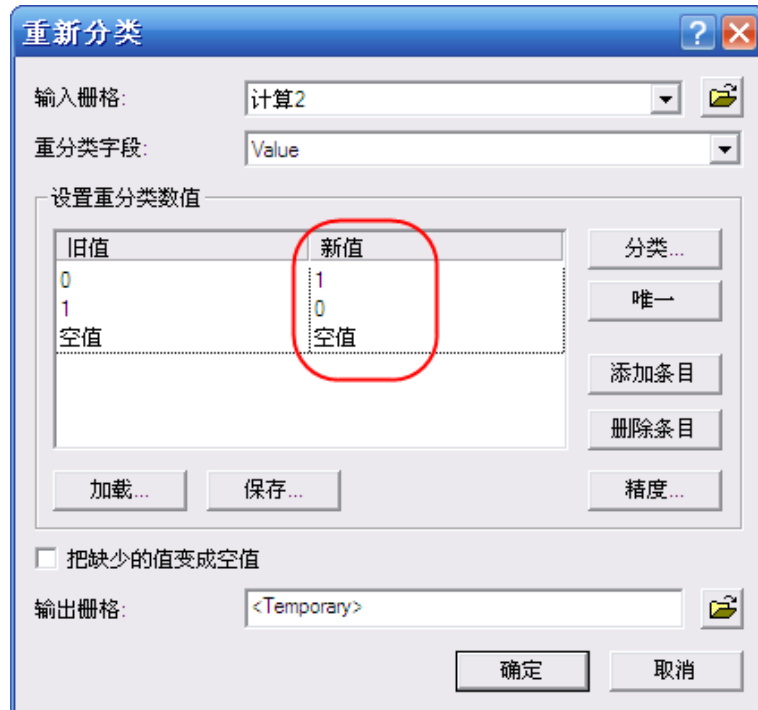 重新分类
输入栅格: 计算2
重分类字段: Value
设置重分类数值
旧值 新值 分类...
0 1
1 0 唯一
空值 空值
添加条目
删除条目
加载... 保存... 精度...
把缺少的值变成空值
输出栅格: <Temporary>
确定 取消